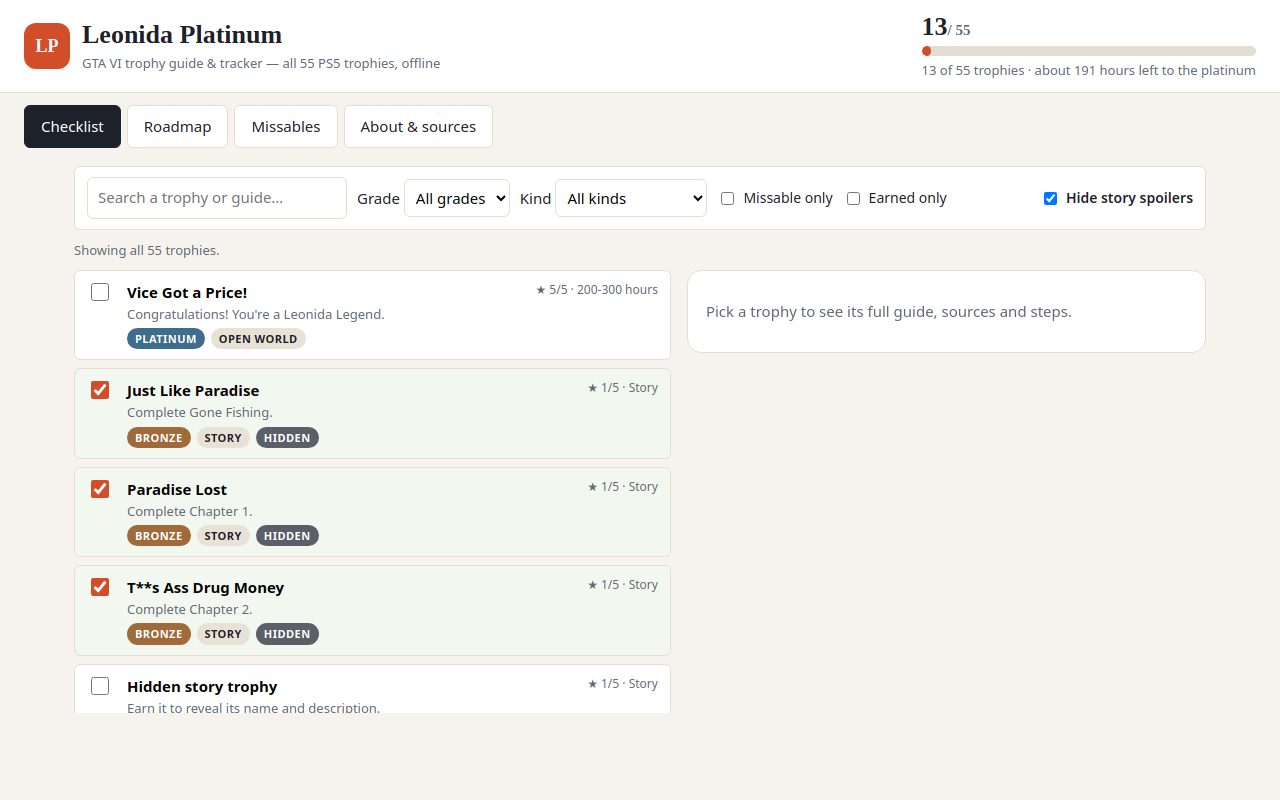 LP
Leonida Platinum
GTA VI trophy guide & tracker — all 55 PS5 trophies, offline
13/ 55
13 of 55 trophies · about 191 hours left to the platinum
Checklist
Roadmap
Missables
About & sources
Search a trophy or guide...
Grade
All grades
Kind
All kinds
Missable only
Earned only
Hide story spoilers
Showing all 55 trophies.
Vice Got a Price!
★ 5/5 · 200-300 hours
Congratulations! You're a Leonida Legend.
PLATINUM
OPEN WORLD
Just Like Paradise
★ 1/5 · Story
Complete Gone Fishing.
BRONZE
STORY
HIDDEN
Paradise Lost
★ 1/5 · Story
Complete Chapter 1.
BRONZE
STORY
HIDDEN
T**s Ass Drug Money
★ 1/5 · Story
Complete Chapter 2.
BRONZE
STORY
HIDDEN
Hidden story trophy
★ 1/5 · Story
Earn it to reveal its name and description.
Pick a trophy to see its full guide, sources and steps.